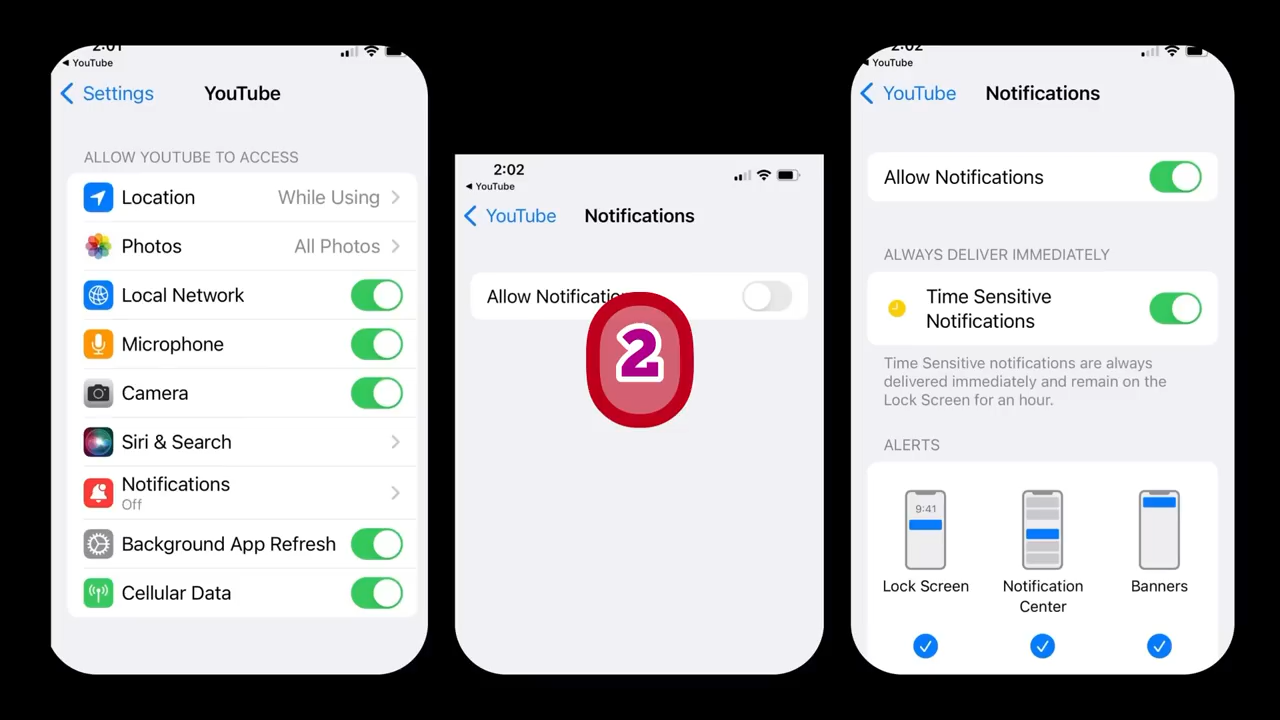 2:01
◀ YouTube
Settings
YouTube
ALLOW YOUTUBE TO ACCESS
Location
While Using
Photos
All Photos
Local Network
Microphone
Camera
Siri & Search
Notifications
Off
Background App Refresh
Cellular Data
2:02
◀ YouTube
YouTube
Notifications
Allow Notificatio
2
2:02
◀ YouTube
YouTube
Notifications
Allow Notifications
ALWAYS DELIVER IMMEDIATELY
Time Sensitive
Notifications
Time Sensitive notifications are always
delivered immediately and remain on the
Lock Screen for an hour.
ALERTS
9:41
Lock Screen
Notification
Center
Banners